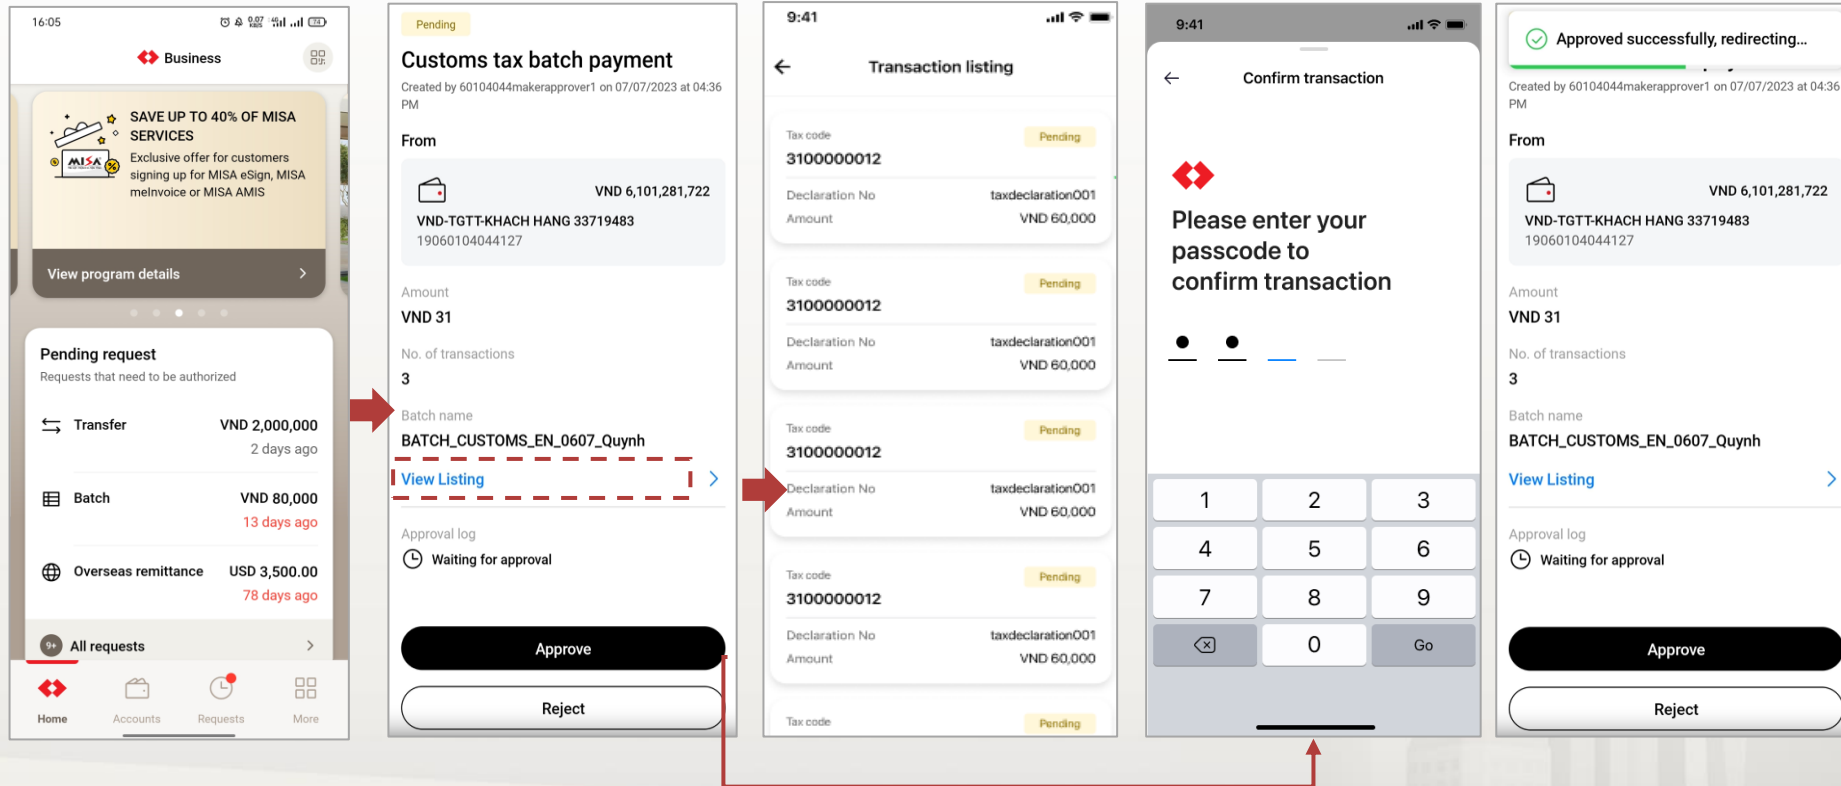 16:05
0.07 KB/S
4G
74
Business
SAVE UP TO 40% OF MISA
SERVICES
MISA
Exclusive offer for customers
signing up for MISA eSign, MISA
meInvoice or MISA AMIS
View program details
Pending request
Requests that need to be authorized
Transfer
VND 2,000,000
2 days ago
Batch
VND 80,000
13 days ago
Overseas remittance
USD 3,500.00
78 days ago
9+
All requests
Home
Accounts
Requests
More
Pending
Customs tax batch payment
Created by 60104044makerapprover1 on 07/07/2023 at 04:36
PM
From
VND 6,101,281,722
VND-TGTT-KHACH HANG 33719483
19060104044127
Amount
VND 31
No. of transactions
3
Batch name
BATCH_CUSTOMS_EN_0607_Quynh
View Listing
Approval log
Waiting for approval
Approve
Reject
9:41
Transaction listing
Tax code
Pending
3100000012
Declaration No
taxdeclaration001
Amount
VND 60,000
Tax code
Pending
3100000012
Declaration No
taxdeclaration001
Amount
VND 60,000
Tax code
Pending
3100000012
Declaration No
taxdeclaration001
Amount
VND 60,000
Tax code
Pending
3100000012
Declaration No
taxdeclaration001
Amount
VND 60,000
Tax code
Pending
9:41
Confirm transaction
Please enter your
passcode to
confirm transaction
1 2 3
4 5 6
7 8 9
0 Go
Approved successfully, redirecting...
Created by 60104044makerapprover1 on 07/07/2023 at 04:36
PM
From
VND 6,101,281,722
VND-TGTT-KHACH HANG 33719483
19060104044127
Amount
VND 31
No. of transactions
3
Batch name
BATCH_CUSTOMS_EN_0607_Quynh
View Listing
Approval log
Waiting for approval
Approve
Reject